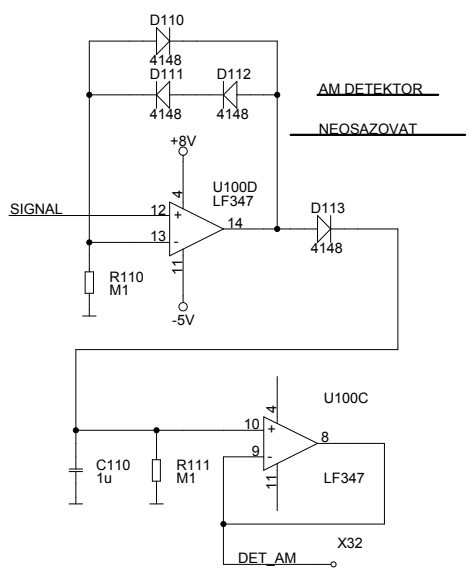 D110
4148
D111
D112
4148
4148
AM DETEKTOR
NEOSAZOVAT
+8V
4
U100D
LF347
SIGNAL
12
+
14
13
-
D113
4148
11
R110
M1
-5V
4
U100C
10
+
8
9
-
C110
1u
R111
M1
11
LF347
X32
DET_AM